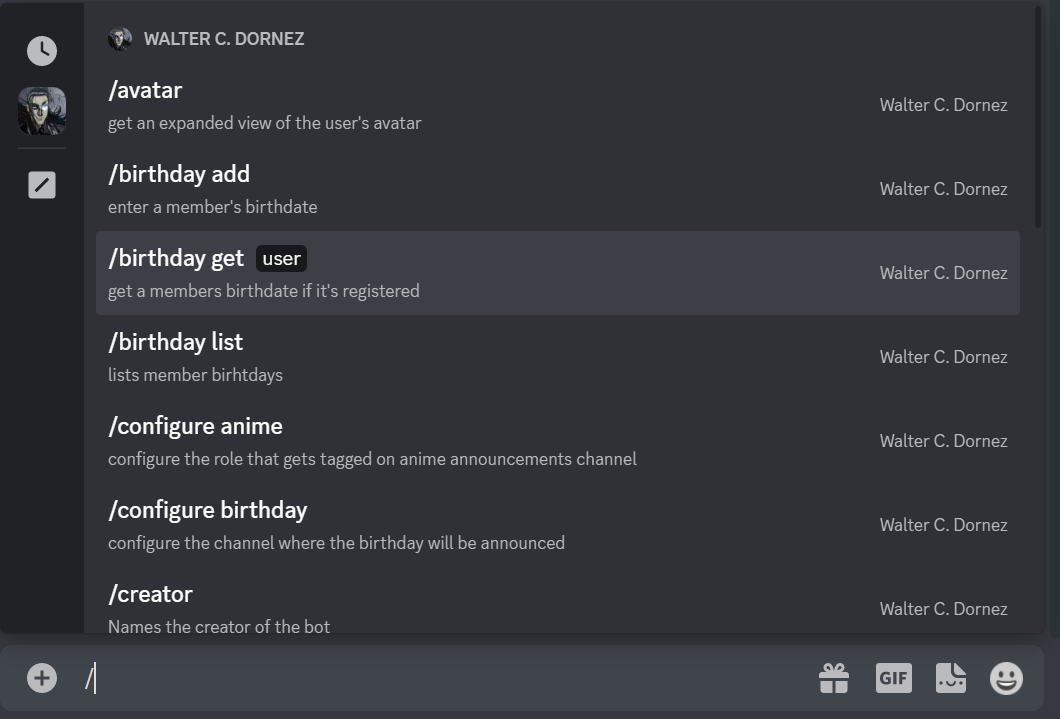 WALTER C. DORNEZ
/avatar
get an expanded view of the user's avatar
Walter C. Dornez
/birthday add
enter a member's birthdate
Walter C. Dornez
/birthday get user
get a members birthdate if it's registered
Walter C. Dornez
/birthday list
lists member birhtdays
Walter C. Dornez
/configure anime
configure the role that gets tagged on anime announcements channel
Walter C. Dornez
/configure birthday
configure the channel where the birthday will be announced
Walter C. Dornez
/creator
Names the creator of the bot
Walter C. Dornez
/
GIF